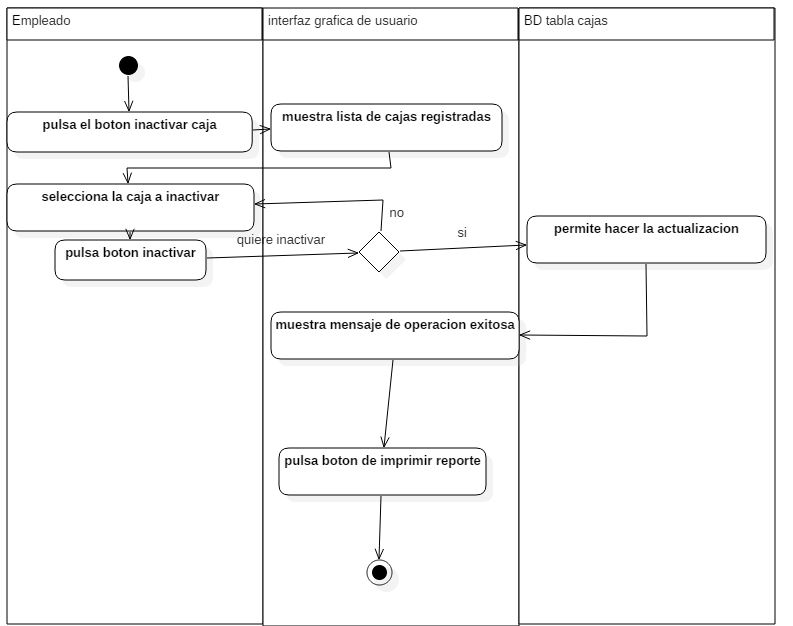 Empleado
interfaz grafica de usuario
BD tabla cajas
pulsa el boton inactivar caja
muestra lista de cajas registradas
selecciona la caja a inactivar
no
quiere inactivar
si
permite hacer la actualizacion
pulsa boton inactivar
muestra mensaje de operacion exitosa
pulsa boton de imprimir reporte